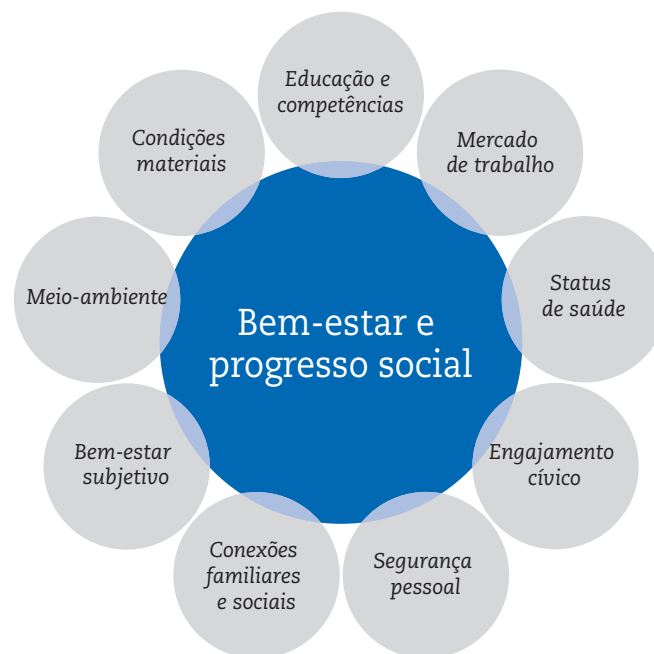 Educação e
competências
Mercado
de trabalho
Status
de saúde
Engajamento
cívico
Segurança
pessoal
Conexões
familiares
e sociais
Bem-estar
subjetivo
Meio-ambiente
Condições
materiais
Bem-estar e
progresso social